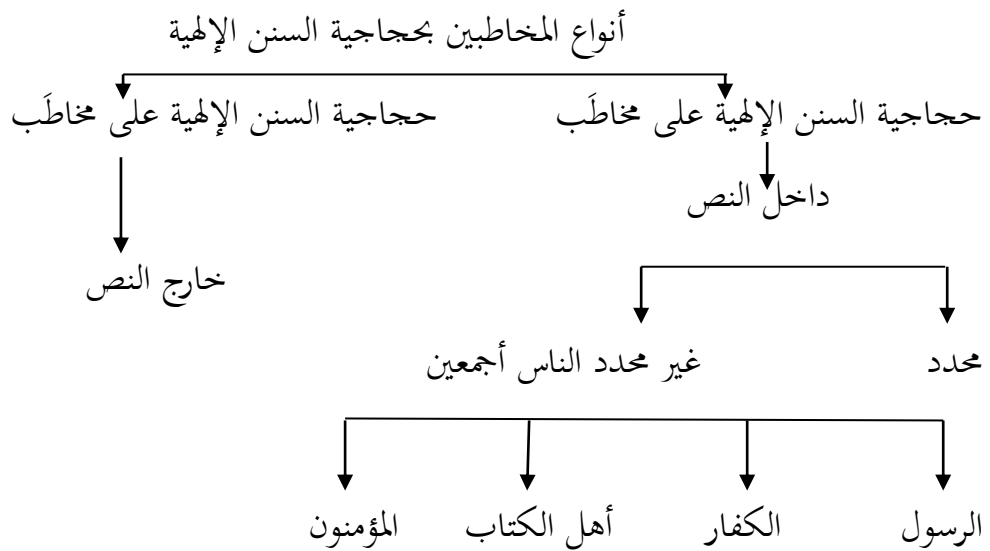 أنواع المخاطبين بحجاجية السنن الإلهية
حجاجية السنن الإلهية على مخاطَب حجاجية السنن الإلهية على مخاطَب
داخل النص
خارج النص
محدد غير محدد الناس أجمعين
الرسول الكفار أهل الكتاب المؤمنون